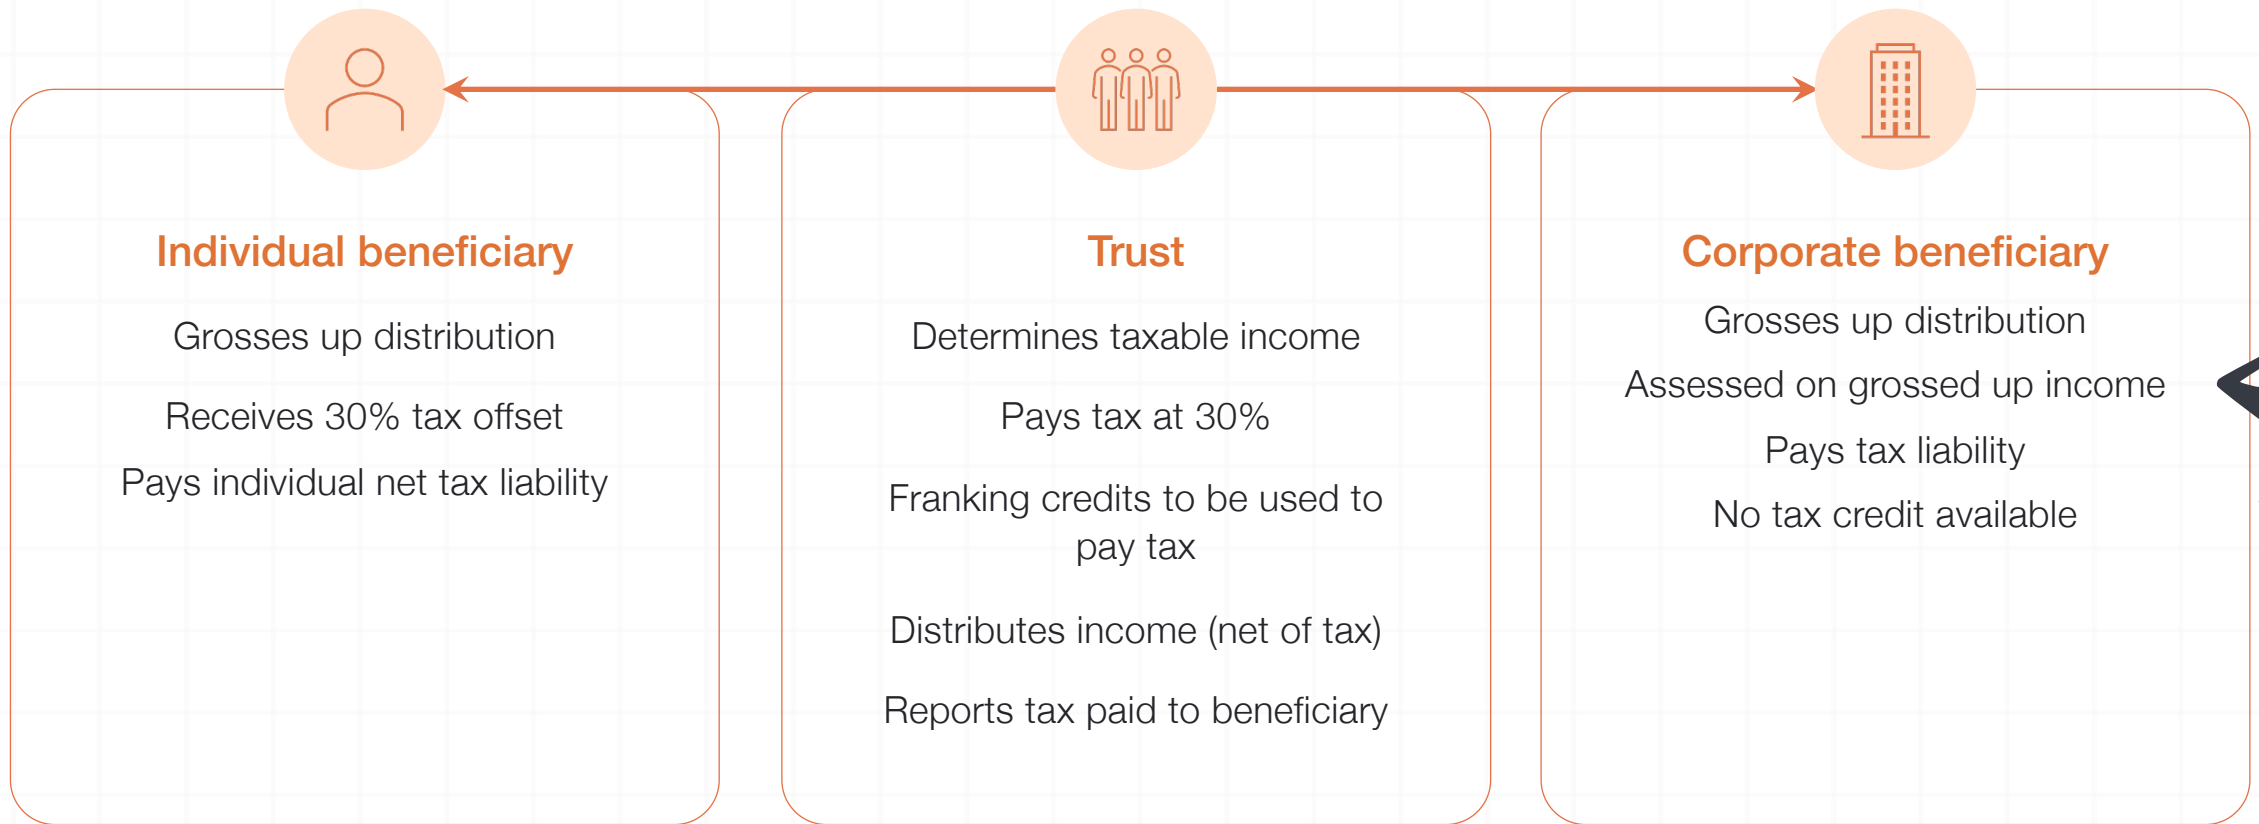 Individual beneficiary
Grosses up distribution
Receives 30% tax offset
Pays individual net tax liability
Trust
Determines taxable income
Pays tax at 30%
Franking credits to be used to
pay tax
Distributes income (net of tax)
Reports tax paid to beneficiary
Corporate beneficiary
Grosses up distribution
Assessed on grossed up income
Pays tax liability
No tax credit available